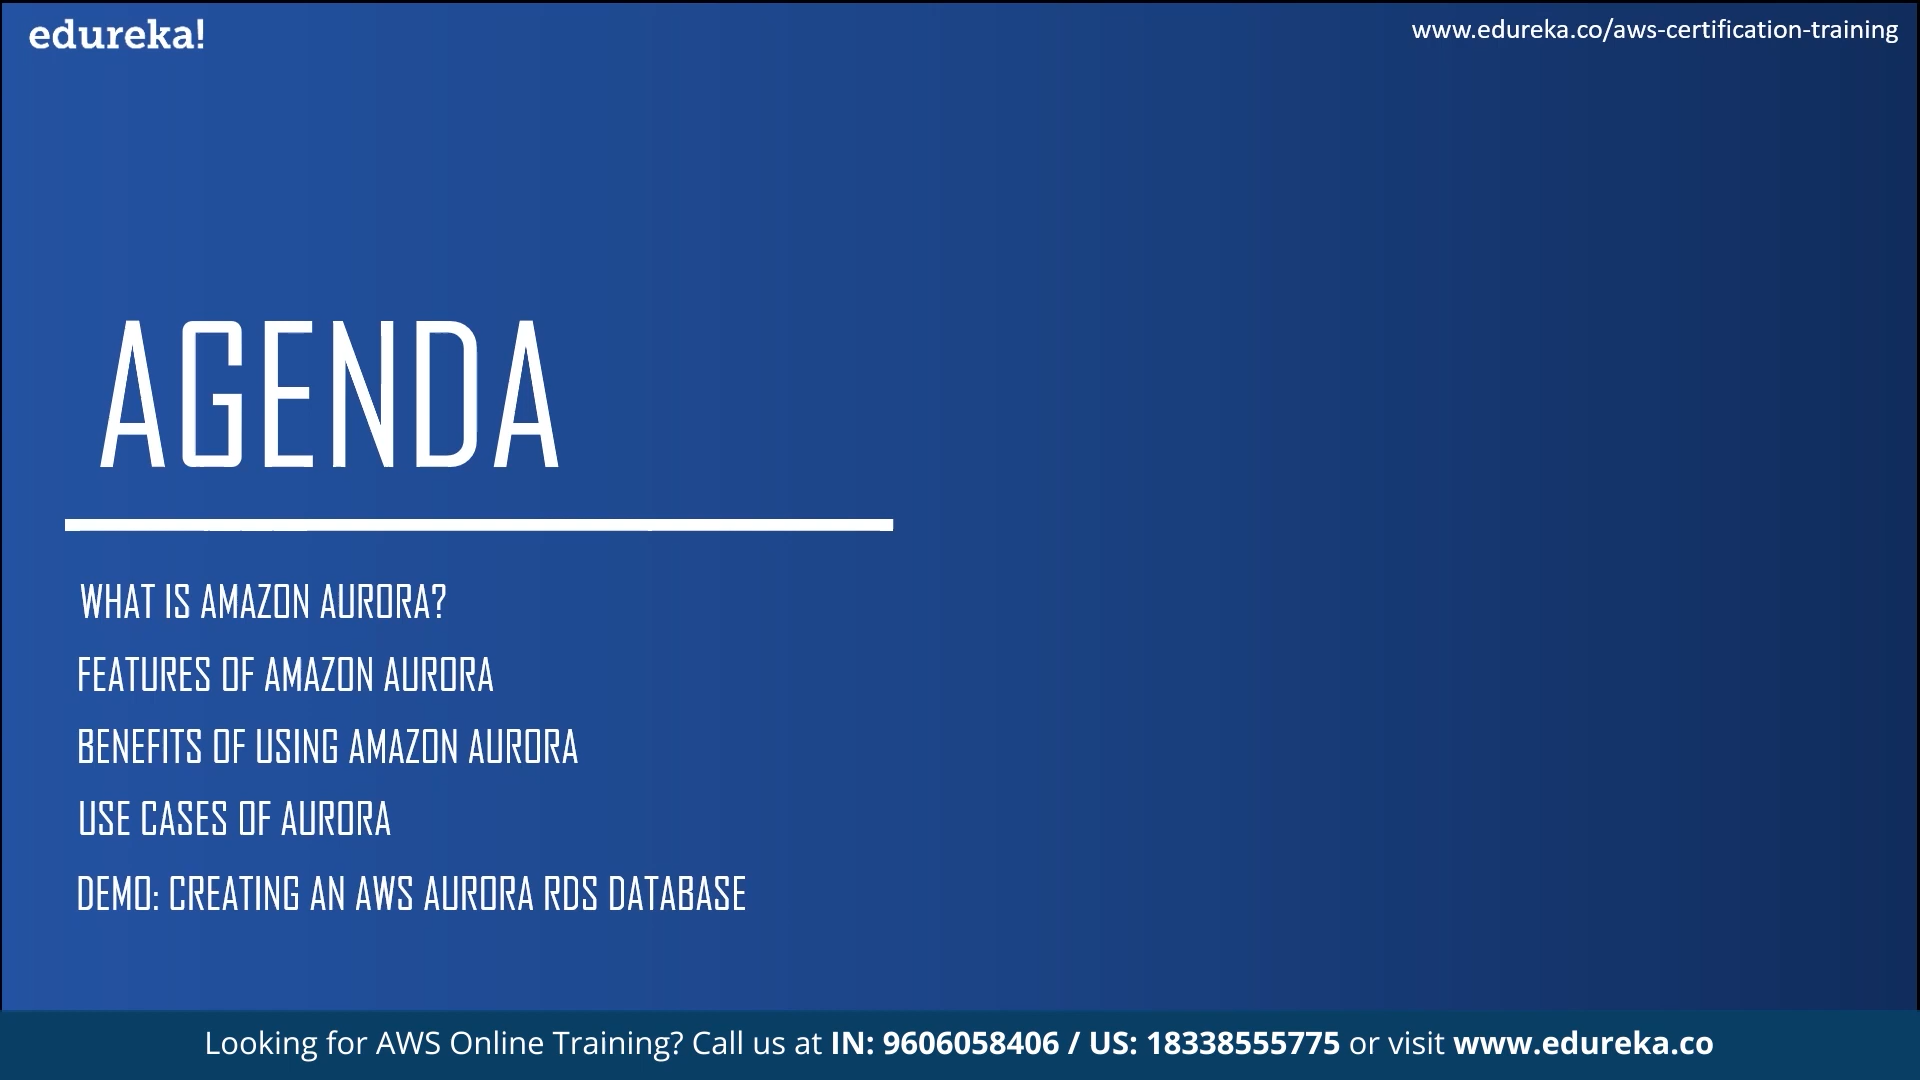 edureka!
www.edureka.co/aws-certification-training
AGENDA
WHAT IS AMAZON AURORA?
FEATURES OF AMAZON AURORA
BENEFITS OF USING AMAZON AURORA
USE CASES OF AURORA
DEMO: CREATING AN AWS AURORA RDS DATABASE
Looking for AWS Online Training? Call us at IN: 9606058406 / US: 18338555775 or visit www.edureka.co